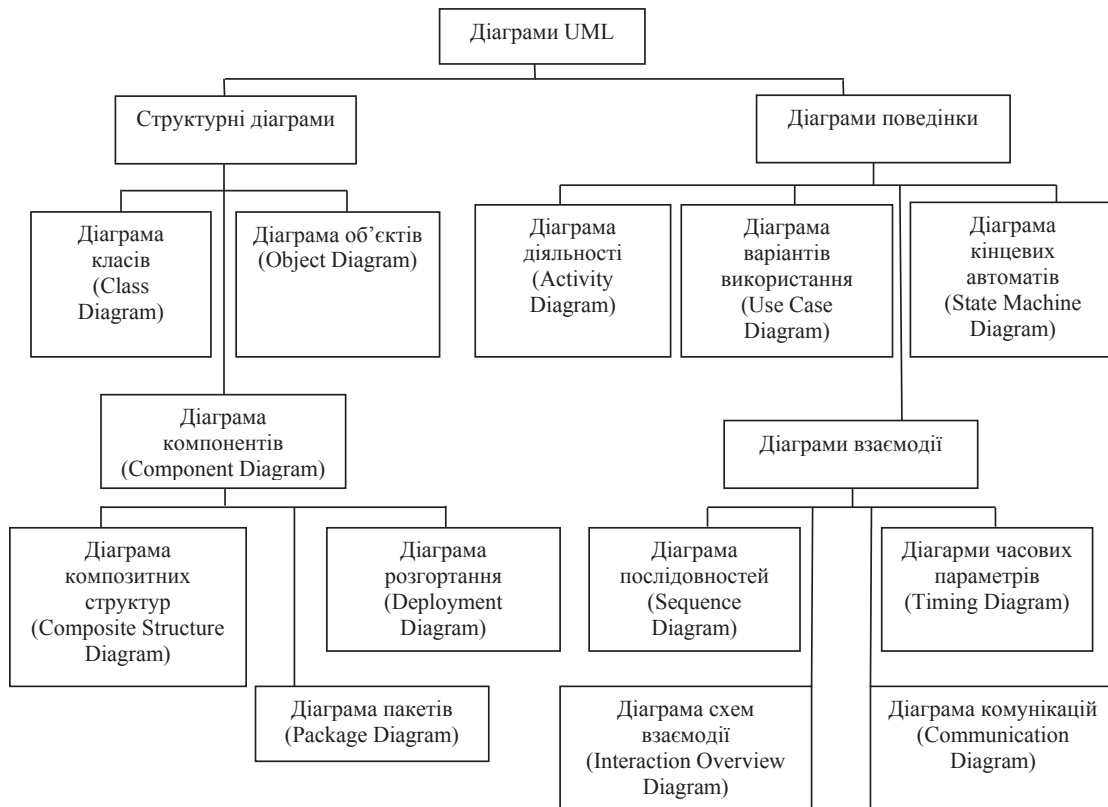 Діаграми UML
Структурні діаграми
Діаграми поведінки
Діаграма
класів
(Class
Diagram)
Діаграма об’єктів
(Object Diagram)
Діаграма
діяльності
(Activity
Diagram)
Діаграма
варіантів
використання
(Use Case
Diagram)
Діаграма
кінцевих
автоматів
(State Machine
Diagram)
Діаграма
компонентів
(Component Diagram)
Діаграми взаємодії
Діаграма
композитних
структур
(Composite Structure
Diagram)
Діаграма
розгортання
(Deployment
Diagram)
Діаграма
послідовностей
(Sequence
Diagram)
Діагарми часових
параметрів
(Timing Diagram)
Діаграма пакетів
(Package Diagram)
Діаграма схем
взаємодії
(Interaction Overview
Diagram)
Діаграма комунікацій
(Communication
Diagram)